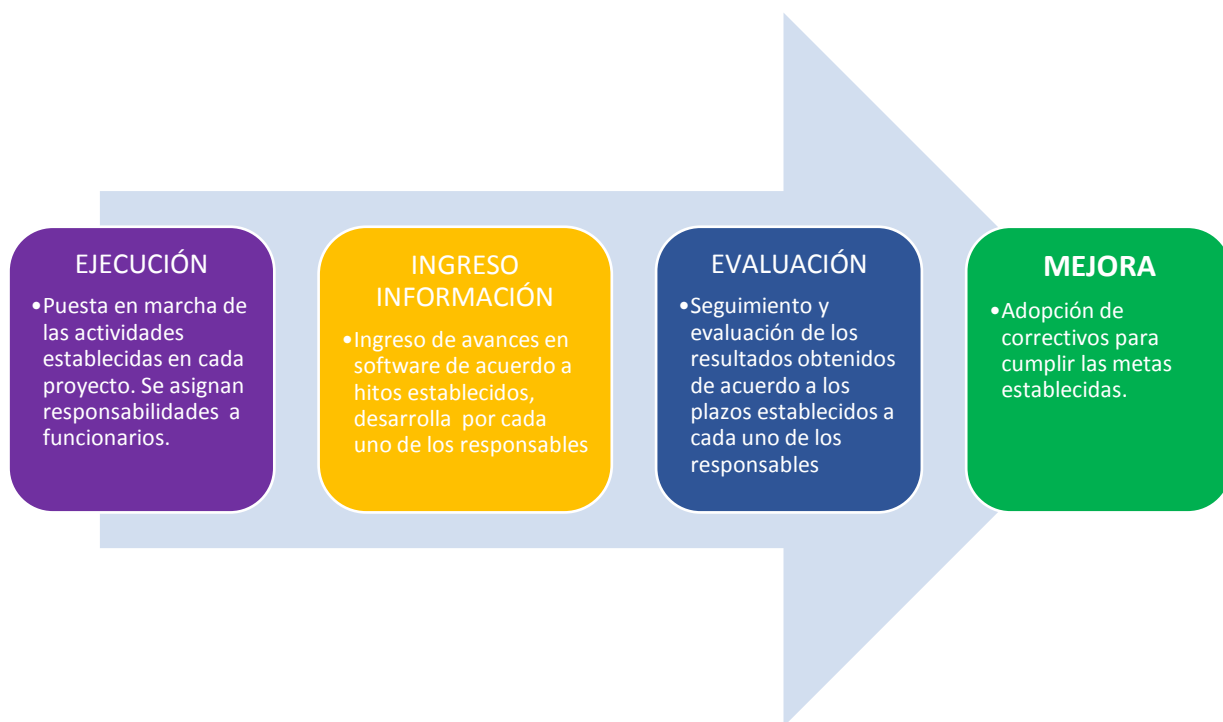 EJECUCIÓN
•Puesta en marcha de
las actividades
establecidas en cada
proyecto. Se asignan
responsabilidades a
funcionarios.
INGRESO
INFORMACIÓN
•Ingreso de avances en
software de acuerdo a
hitos establecidos,
desarrolla por cada
uno de los responsables
EVALUACIÓN
•Seguimiento y
evaluación de los
resultados obtenidos
de acuerdo a los
plazos establecidos a
cada uno de los
responsables
MEJORA
•Adopción de
correctivos para
cumplir las metas
establecidas.